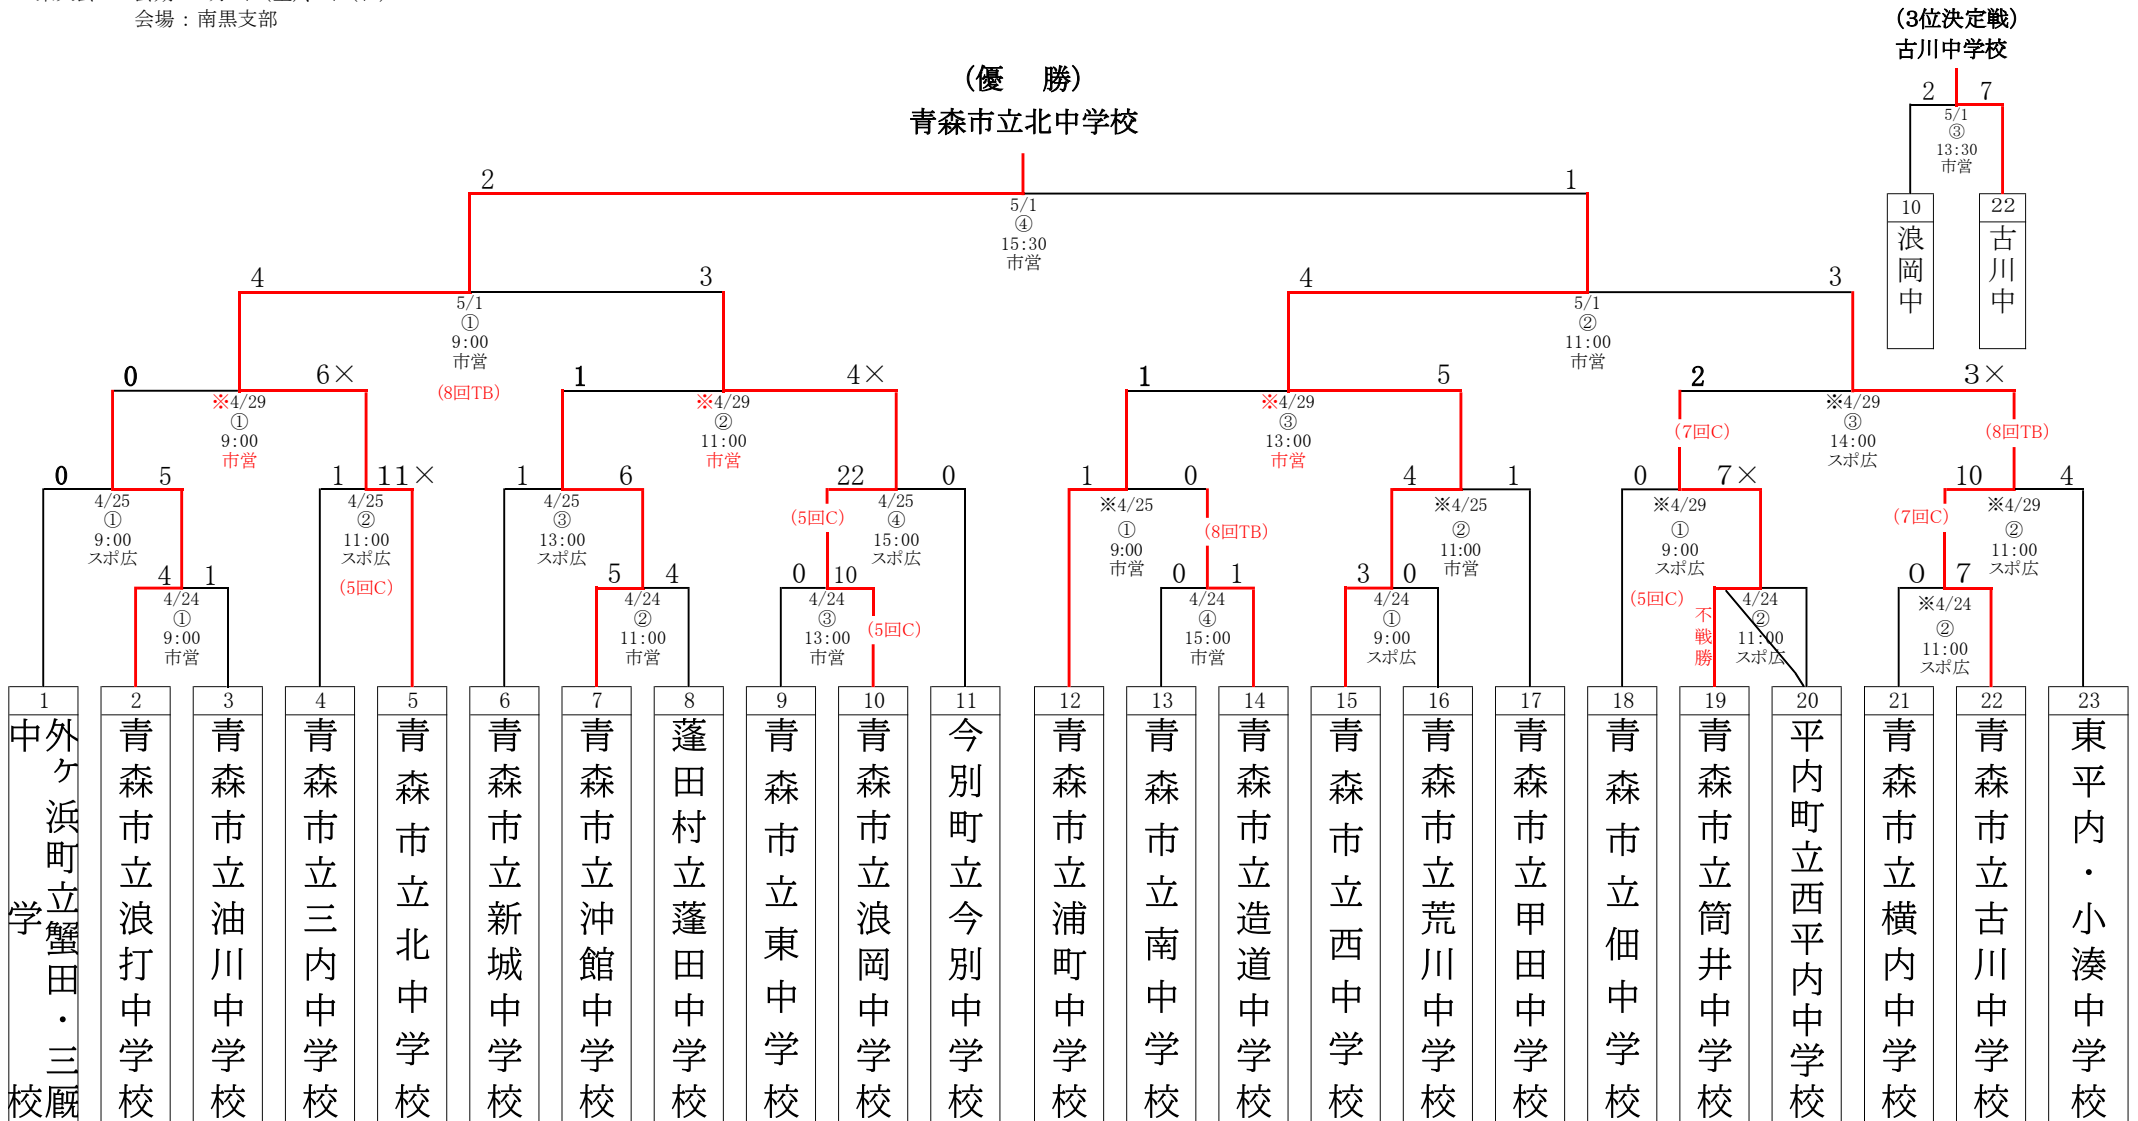 会場：南黒支部
（3位決定戦）
古川中学校
（優　勝）
青森市立北中学校
2 7
5/1
③
13:30
市営
10 浪岡中
22 古川中
2 1
5/1
④
15:30
市営
4 3
5/1
①
9:00
市営
（8回TB）
4 3
5/1
②
11:00
市営
0 6×
※4/29
①
9:00
市営
1 4×
※4/29
②
11:00
市営
1 5
※4/29
③
13:00
市営
2 3×
※4/29
③
14:00
スポ広
（7回C）
（8回TB）
0 5
4/25
①
9:00
スポ広
1 11×
4/25
②
11:00
スポ広
（5回C）
1 6
4/25
③
13:00
スポ広
22 0
4/25
④
15:00
スポ広
（5回C）
1 0
※4/25
①
9:00
市営
（8回TB）
4 1
※4/25
②
11:00
市営
0 7×
※4/29
①
9:00
スポ広
（5回C）
10 4
※4/29
②
11:00
スポ広
（7回C）
4 1
4/24
①
9:00
市営
5 4
4/24
②
11:00
市営
0 10
4/24
③
13:00
市営
（5回C）
0 1
4/24
④
15:00
市営
3 0
4/24
①
9:00
スポ広
不戦勝
4/24
②
11:00
スポ広
0 7
※4/24
②
11:00
スポ広
1 外ヶ浜町立蟹田・三厩中学校
2 青森市立浪打中学校
3 青森市立油川中学校
4 青森市立三内中学校
5 青森市立北中学校
6 青森市立新城中学校
7 青森市立沖館中学校
8 蓬田村立蓬田中学校
9 青森市立東中学校
10 青森市立浪岡中学校
11 今別町立今別中学校
12 青森市立浦町中学校
13 青森市立南中学校
14 青森市立造道中学校
15 青森市立西中学校
16 青森市立荒川中学校
17 青森市立甲田中学校
18 青森市立佃中学校
19 青森市立筒井中学校
20 平内町立西平内中学校
21 青森市立横内中学校
22 青森市立古川中学校
23 東平内・小湊中学校